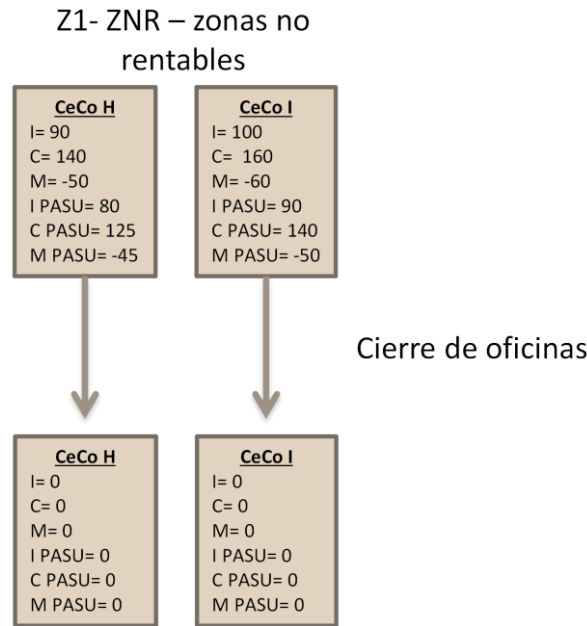 Z1- ZNR – zonas no
rentables
CeCo H
I= 90
C= 140
M= -50
I PASU= 80
C PASU= 125
M PASU= -45
CeCo I
I= 100
C=  160
M= -60
I PASU= 90
C PASU= 140
M PASU= -50
Cierre de oficinas
CeCo H
I= 0
C= 0
M= 0
I PASU= 0
C PASU= 0
M PASU= 0
CeCo I
I= 0
C= 0
M= 0
I PASU= 0
C PASU= 0
M PASU= 0